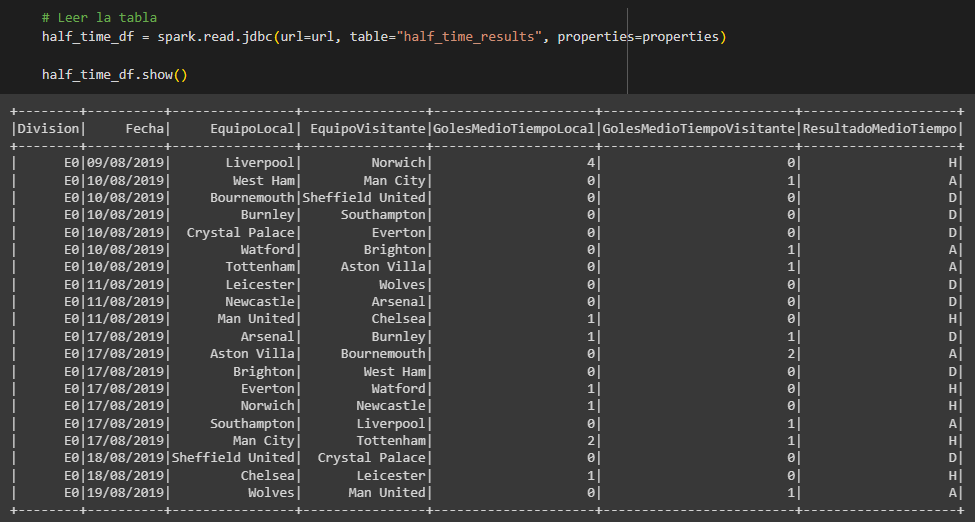 # Leer la tabla
half_time_df = spark.read.jdbc(url=url, table="half_time_results", properties=properties)
half_time_df.show()
+--------+----------+----------------+----------------+--------------------+------------------------+--------------------+
|Division|     Fecha|     EquipoLocal| EquipoVisitante|GolesMedioTiempoLocal|GolesMedioTiempoVisitante|ResultadoMedioTiempo|
+--------+----------+----------------+----------------+--------------------+------------------------+--------------------+
|      E0|09/08/2019|       Liverpool|         Norwich|                    4|                        0|                   H|
|      E0|10/08/2019|        West Ham|        Man City|                    0|                        1|                   A|
|      E0|10/08/2019|     Bournemouth|Sheffield United|                    0|                        0|                   D|
|      E0|10/08/2019|         Burnley|     Southampton|                    0|                        0|                   D|
|      E0|10/08/2019|  Crystal Palace|         Everton|                    0|                        0|                   D|
|      E0|10/08/2019|         Watford|        Brighton|                    0|                        1|                   A|
|      E0|10/08/2019|       Tottenham|     Aston Villa|                    0|                        1|                   A|
|      E0|11/08/2019|       Leicester|          Wolves|                    0|                        0|                   D|
|      E0|11/08/2019|       Newcastle|         Arsenal|                    0|                        0|                   D|
|      E0|11/08/2019|      Man United|         Chelsea|                    1|                        0|                   H|
|      E0|17/08/2019|         Arsenal|         Burnley|                    1|                        1|                   D|
|      E0|17/08/2019|     Aston Villa|     Bournemouth|                    0|                        2|                   A|
|      E0|17/08/2019|        Brighton|        West Ham|                    0|                        0|                   D|
|      E0|17/08/2019|         Everton|         Watford|                    1|                        0|                   H|
|      E0|17/08/2019|         Norwich|       Newcastle|                    1|                        0|                   H|
|      E0|17/08/2019|     Southampton|       Liverpool|                    0|                        1|                   A|
|      E0|17/08/2019|        Man City|       Tottenham|                    2|                        1|                   H|
|      E0|18/08/2019|Sheffield United|  Crystal Palace|                    0|                        0|                   D|
|      E0|18/08/2019|         Chelsea|       Leicester|                    1|                        0|                   H|
|      E0|19/08/2019|          Wolves|      Man United|                    0|                        1|                   A|
+--------+----------+----------------+----------------+--------------------+------------------------+--------------------+